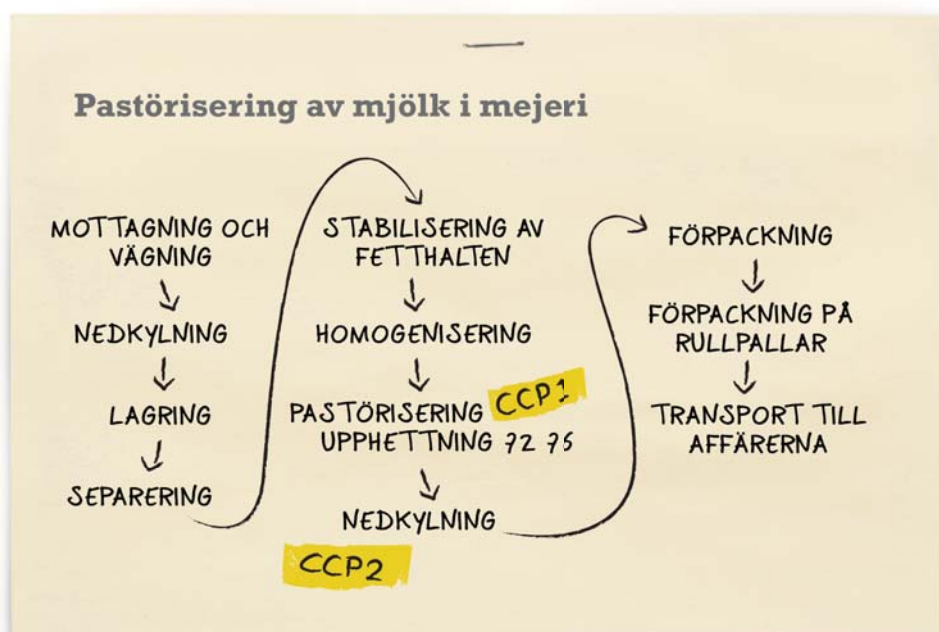 Pastörisering av mjölk i mejeri
MOTTAGNING OCH
VÄGNING
NEDKYLNING
LAGRING
SEPARERING
STABILISERING AV
FETTHALTEN
HOMOGENISERING
PASTÖRISERING CCP1
UPPHETTNING 72 75
NEDKYLNING
CCP2
FÖRPACKNING
FÖRPACKNING PÅ
RULLPALLAR
TRANSPORT TILL
AFFÄRERNA